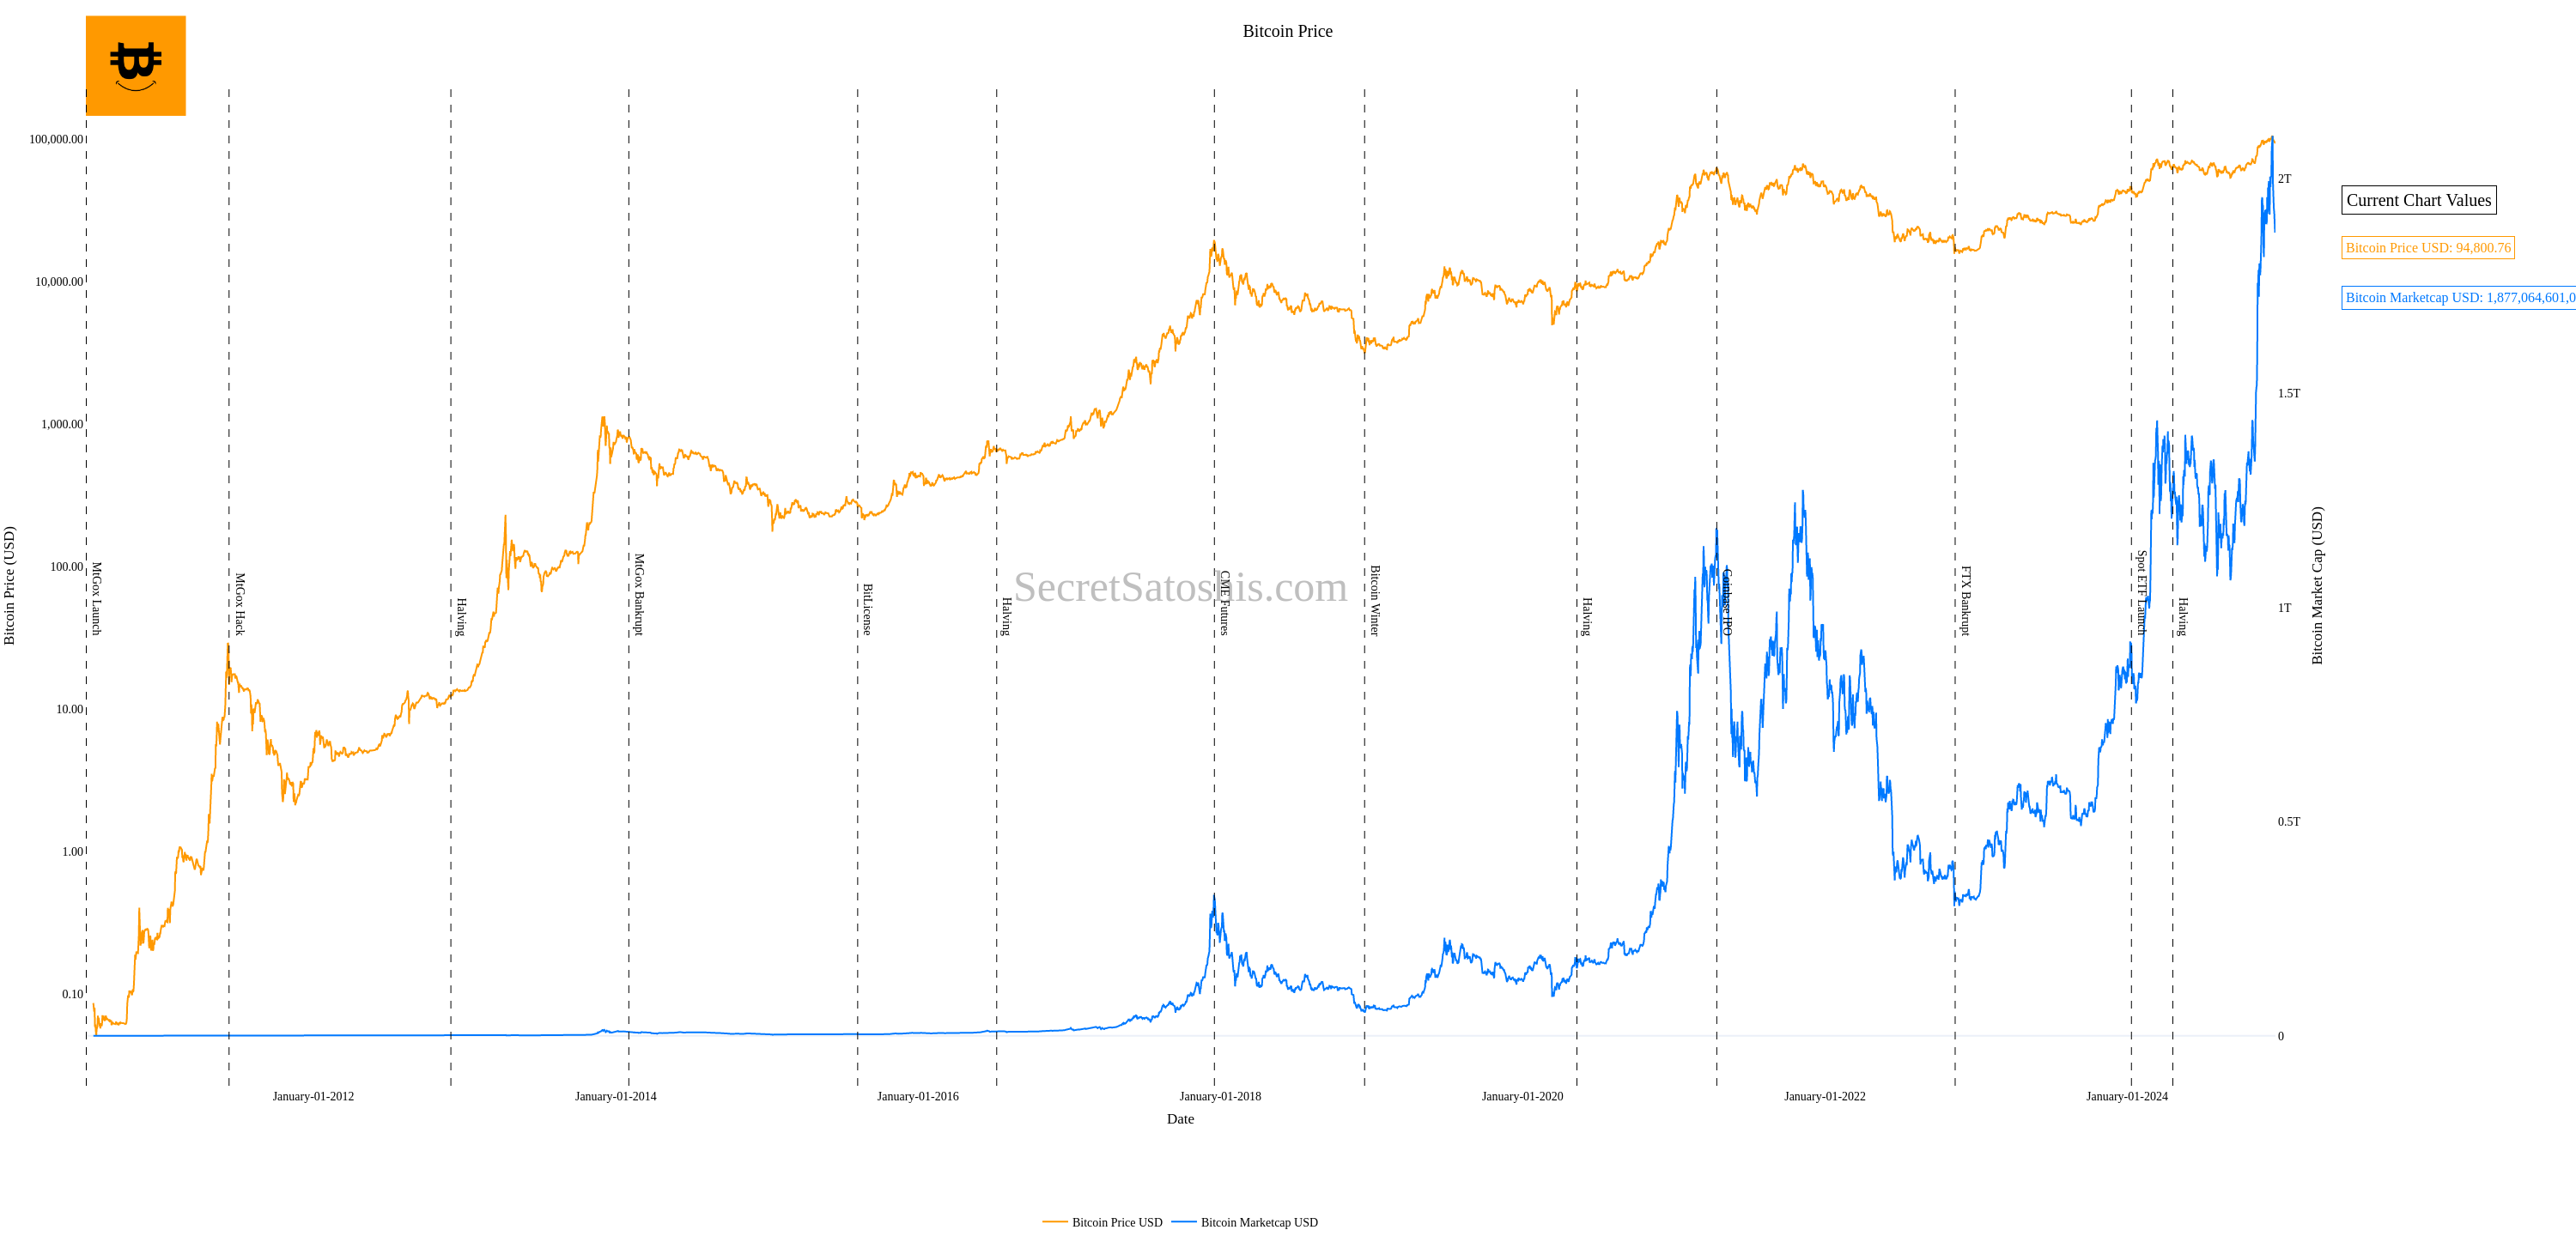 Bitcoin Price
100,000.00
10,000.00
1,000.00
100.00
10.00
1.00
0.10
Bitcoin Price (USD)
MtGox Launch
MtGox Hack
Halving
MtGox Bankrupt
BitLicense
Halving
CME Futures
Bitcoin Winter
Halving
Coinbase IPO
FTX Bankrupt
Spot ETF Launch
Halving
SecretSatoshis.com
2T
1.5T
1T
0.5T
0
Bitcoin Market Cap (USD)
Current Chart Values
Bitcoin Price USD: 94,800.76
Bitcoin Marketcap USD: 1,877,064,601,0
January-01-2012
January-01-2014
January-01-2016
January-01-2018
January-01-2020
January-01-2022
January-01-2024
Date
Bitcoin Price USD
Bitcoin Marketcap USD